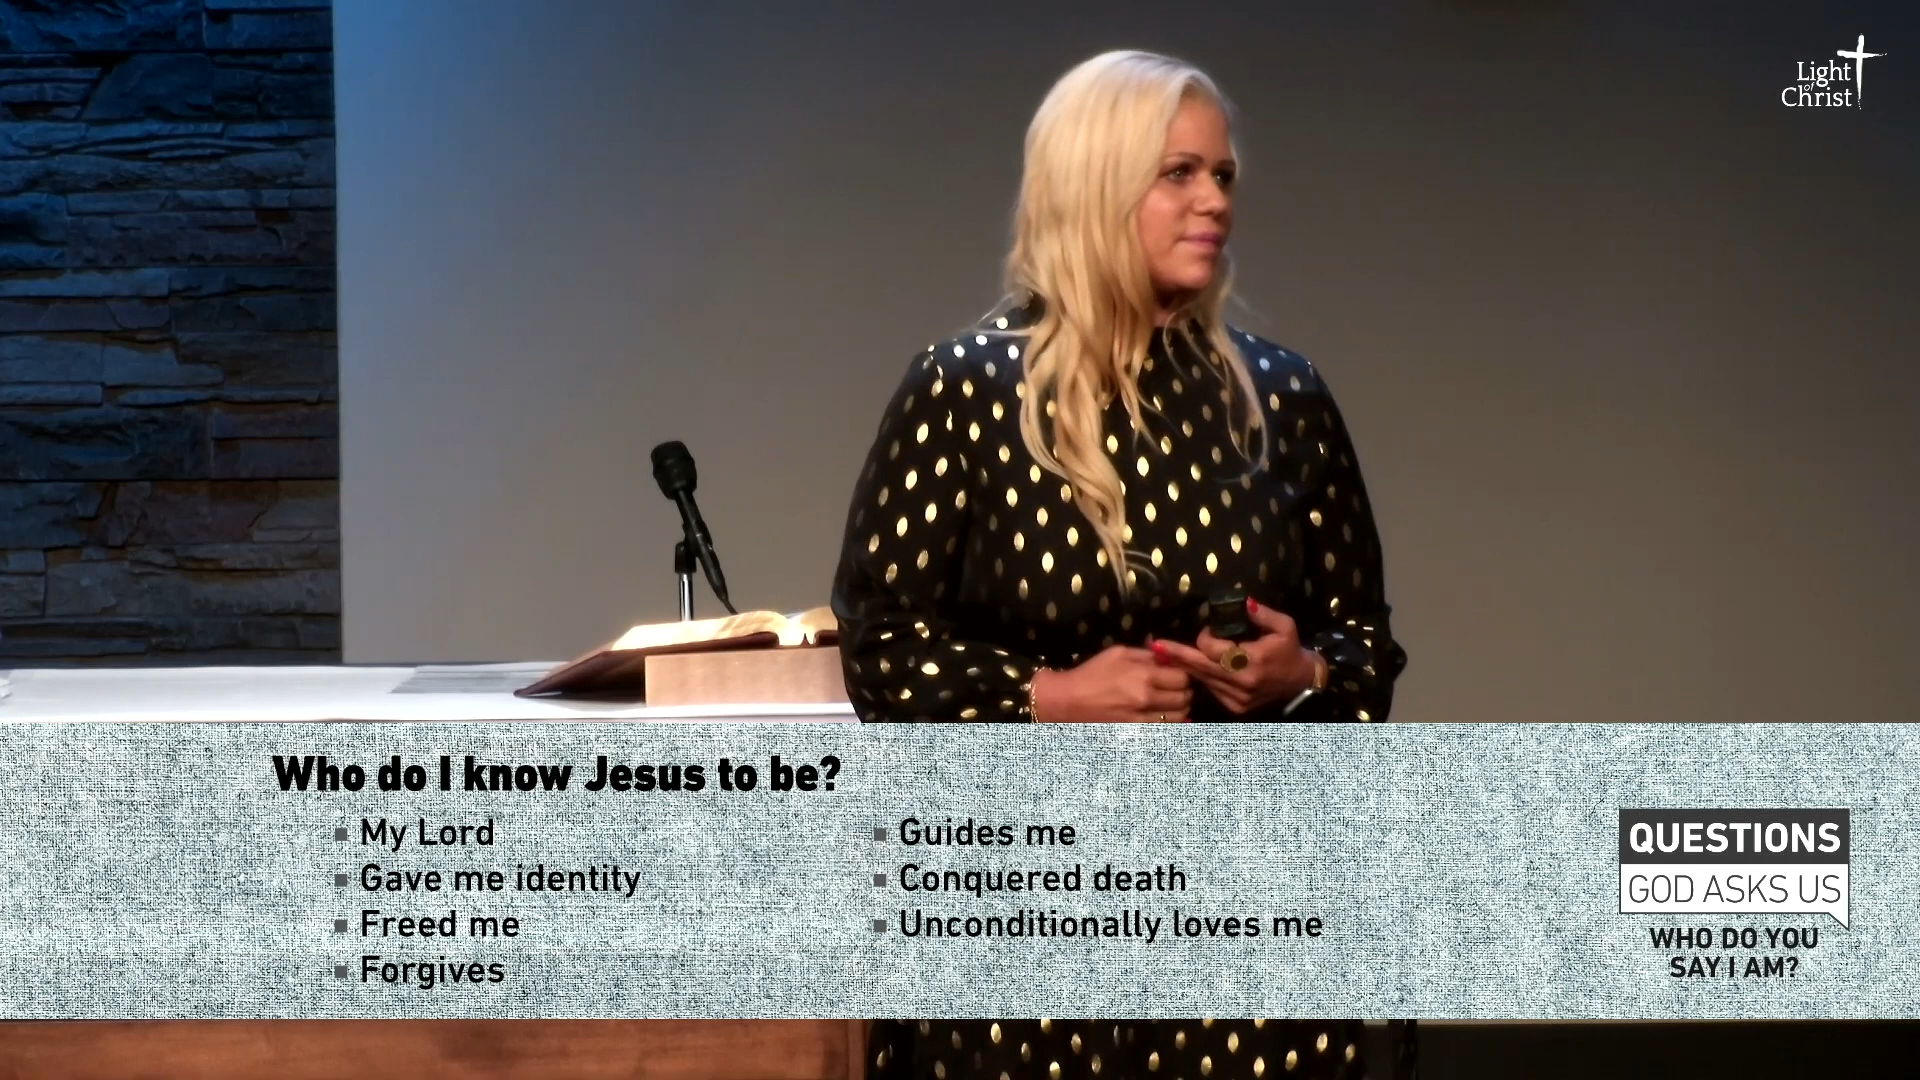 Light
of
Christ
Who do I know Jesus to be?
My Lord
Gave me identity
Freed me
Forgives
Guides me
Conquered death
Unconditionally loves me
QUESTIONS
GOD ASKS US
WHO DO YOU
SAY I AM?